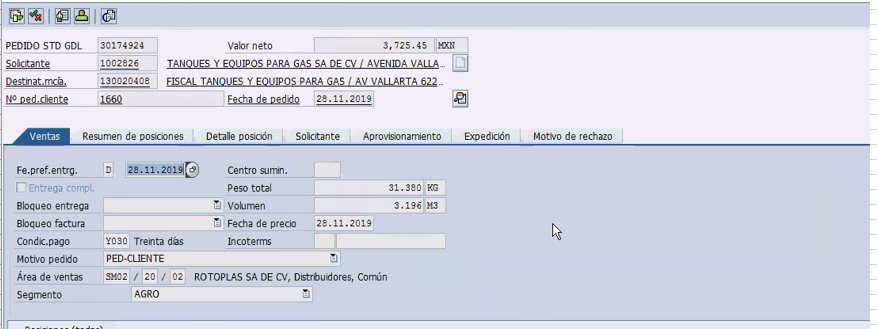 PEDIDO STD GDL 30174924 Valor neto 3,725.45 MXN
Solicitante 1002826 TANQUES Y EQUIPOS PARA GAS SA DE CV / AVENIDA VALLA...
Destinat.mcía. 130020408 FISCAL TANQUES Y EQUIPOS PARA GAS / AV VALLARTA 622...
Nº ped.cliente 1660 Fecha de pedido 28.11.2019
Ventas Resumen de posiciones Detalle posición Solicitante Aprovisionamiento Expedición Motivo de rechazo
Fe.pref.entrg. D 28.11.2019 Centro sumin.
Entrega compl. Peso total 31.380 KG
Bloqueo entrega Volumen 3.196 M3
Bloqueo factura Fecha de precio 28.11.2019
Condic.pago Y030 Treinta días Incoterms
Motivo pedido PED-CLIENTE
Área de ventas SM02 / 20 / 02 ROTOPLAS SA DE CV, Distribuidores, Común
Segmento AGRO